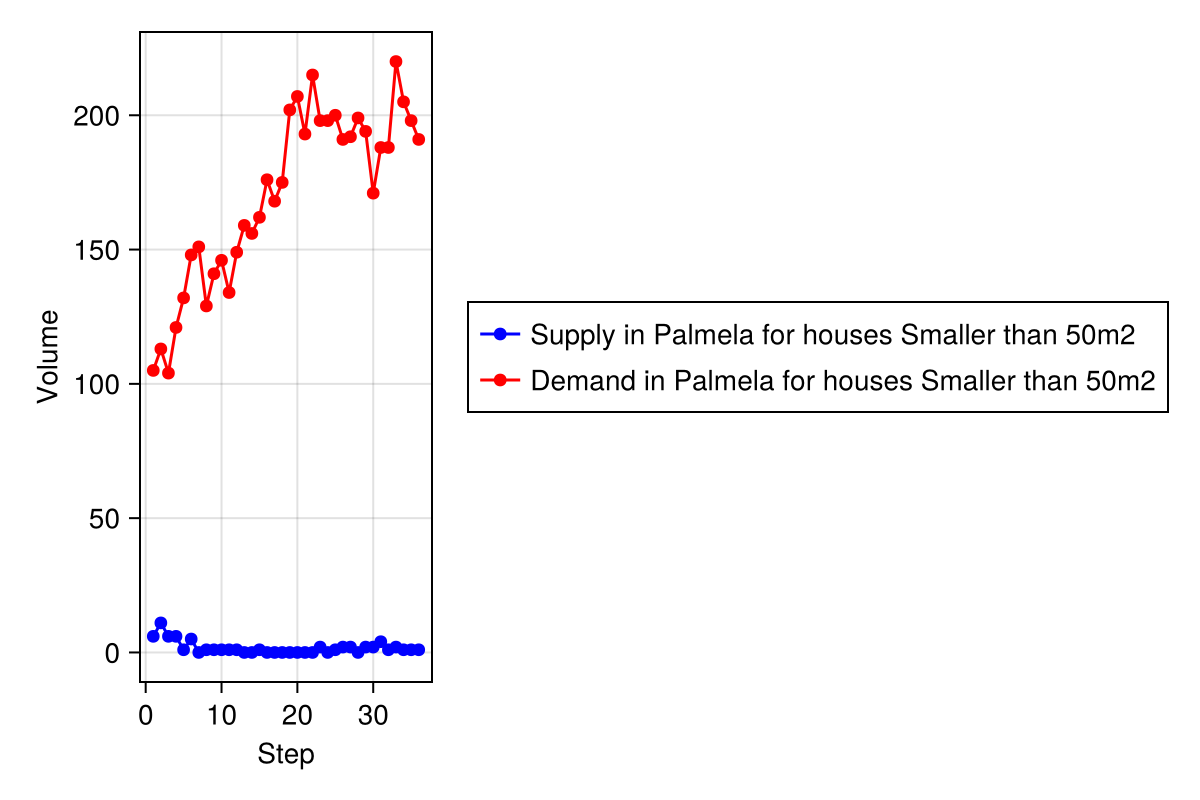 200
150
100
50
0
Volume
0 10 20 30
Step
Supply in Palmela for houses Smaller than 50m2
Demand in Palmela for houses Smaller than 50m2